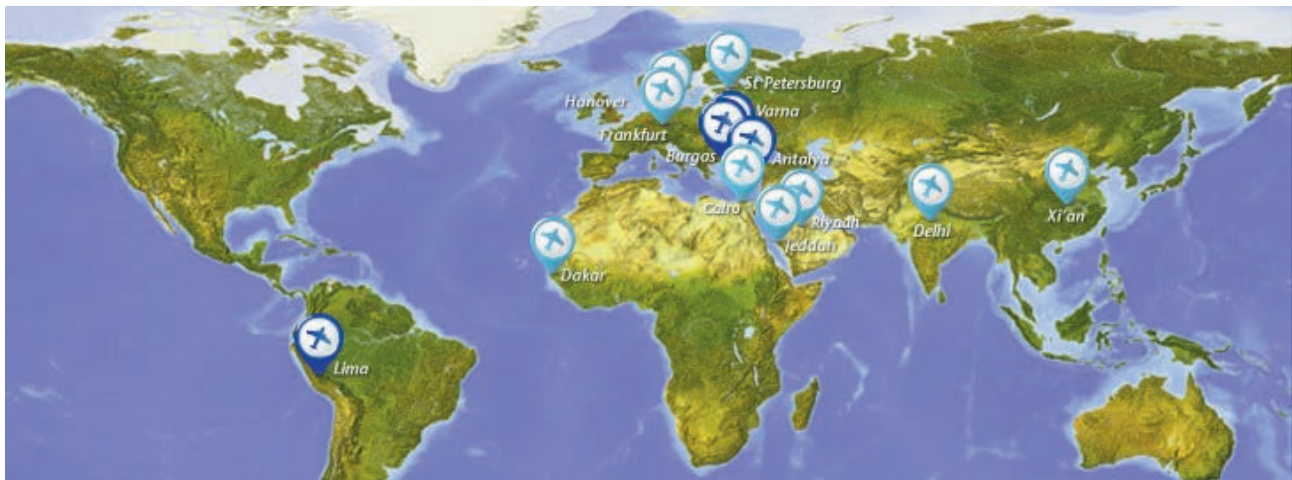 St Petersburg
Hanover
Varna
Frankfurt
Burgas
Antalya
Cairo
Riyadh
Jeddah
Delhi
Xi'an
Dakar
Lima